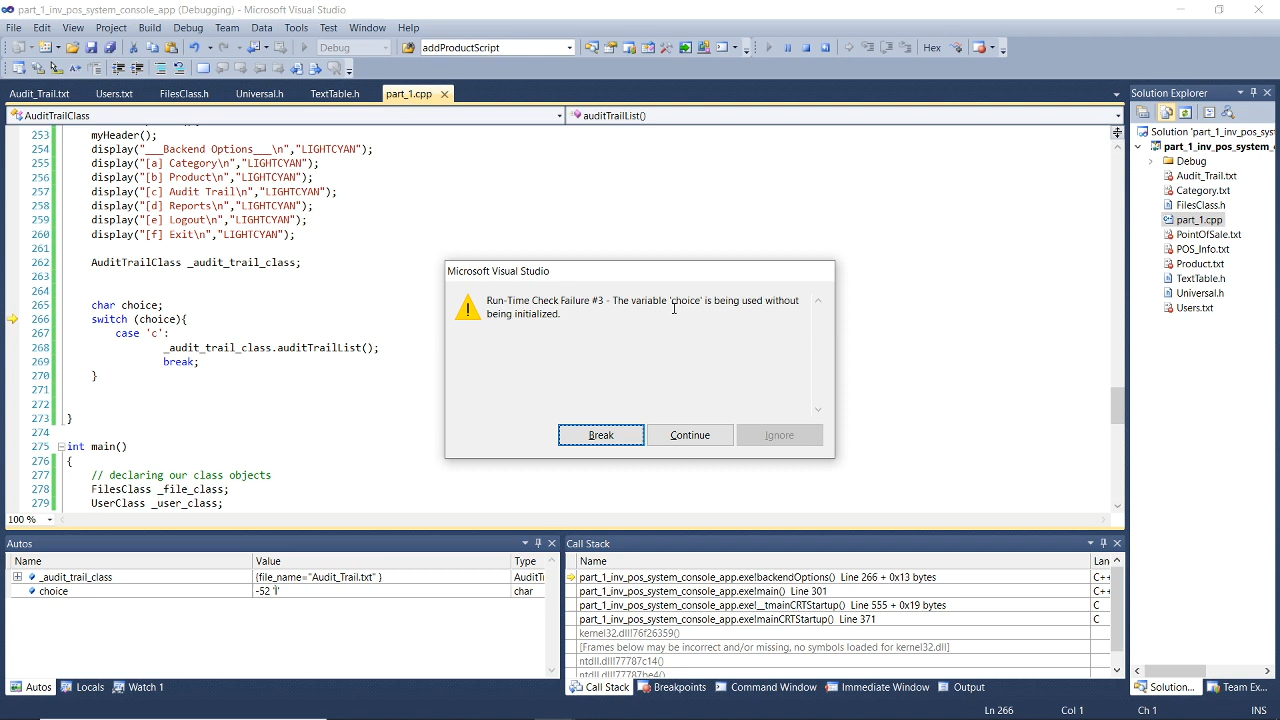 part_1_inv_pos_system_console_app (Debugging) - Microsoft Visual Studio
File Edit View Project Build Debug Team Data Tools Test Window Help
Debug addProductScript Hex
Audit_Trail.txt Users.txt FilesClass.h Universal.h TextTable.h part_1.cpp
AuditTrailClass auditTrailList()
253 myHeader();
254 display("___Backend Options___\n","LIGHTCYAN");
255 display("[a] Category\n","LIGHTCYAN");
256 display("[b] Product\n","LIGHTCYAN");
257 display("[c] Audit Trail\n","LIGHTCYAN");
258 display("[d] Reports\n","LIGHTCYAN");
259 display("[e] Logout\n","LIGHTCYAN");
260 display("[f] Exit\n","LIGHTCYAN");
261
262 AuditTrailClass _audit_trail_class;
263
264
265 char choice;
266 switch (choice){
267 case 'c':
268 _audit_trail_class.auditTrailList();
269 break;
270 }
271
272
273 }
274
275 int main()
276 {
277 // declaring our class objects
278 FilesClass _file_class;
279 UserClass _user_class;
100 %
Microsoft Visual Studio
Run-Time Check Failure #3 - The variable 'choice' is being used without
being initialized.
Break Continue Ignore
Solution Explorer
Solution 'part_1_inv_pos_sys
part_1_inv_pos_system_
Debug
Audit_Trail.txt
Category.txt
FilesClass.h
part_1.cpp
PointOfSale.txt
POS_Info.txt
Product.txt
TextTable.h
Universal.h
Users.txt
Solution... Team Ex...
Autos
Name Value Type
_audit_trail_class {file_name="Audit_Trail.txt" } AuditTr
choice -52 'Ì' char
Autos Locals Watch 1
Call Stack
Name Lan
part_1_inv_pos_system_console_app.exe!backendOptions() Line 266 + 0x13 bytes C++
part_1_inv_pos_system_console_app.exe!main() Line 301 C++
part_1_inv_pos_system_console_app.exe!__tmainCRTStartup() Line 555 + 0x19 bytes C
part_1_inv_pos_system_console_app.exe!mainCRTStartup() Line 371 C
kernel32.dll!76f26359()
[Frames below may be incorrect and/or missing, no symbols loaded for kernel32.dll]
ntdll.dll!77787c14()
ntdll.dll!77787be4()
Call Stack Breakpoints Command Window Immediate Window Output
Ln 266 Col 1 Ch 1 INS